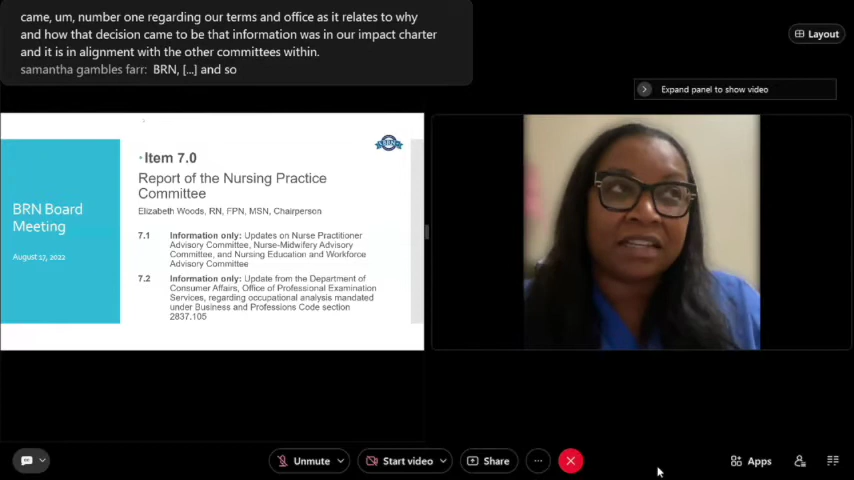 came, um, number one regarding our terms and office as it relates to why
and how that decision came to be that information was in our impact charter
and it is in alignment with the other committees within.
samantha gambles farr: BRN, [...] and so
Layout
Expand panel to show video
BRN
BRN Board
Meeting
August 17, 2022
•Item 7.0
Report of the Nursing Practice
Committee
Elizabeth Woods, RN, FPN, MSN, Chairperson
7.1 Information only: Updates on Nurse Practitioner
Advisory Committee, Nurse-Midwifery Advisory
Committee, and Nursing Education and Workforce
Advisory Committee
7.2 Information only: Update from the Department of
Consumer Affairs, Office of Professional Examination
Services, regarding occupational analysis mandated
under Business and Professions Code section
2837.105
Unmute
Start video
Share
Apps